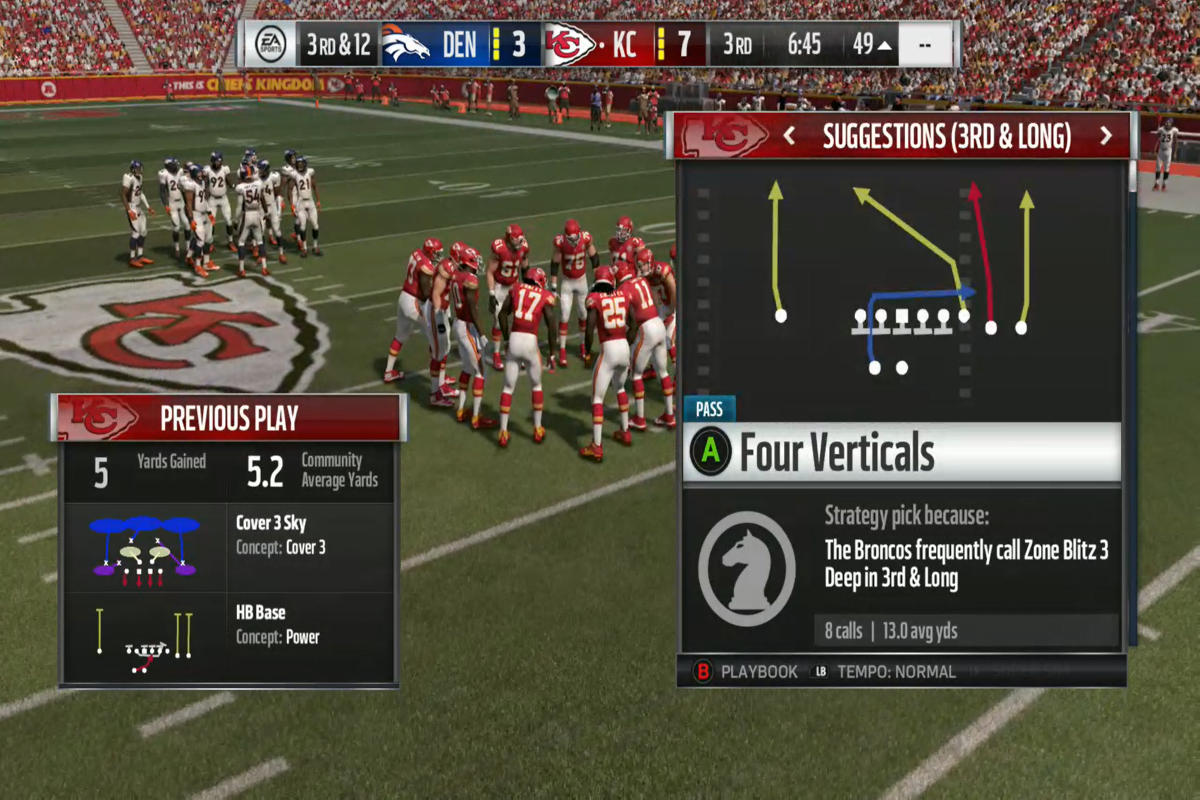 EA SPORTS
3RD & 12 DEN 3 KC 7 3RD 6:45 49 --
THIS IS CHIEFS KINGDOM
KC < SUGGESTIONS (3RD & LONG) >
PASS
A Four Verticals
Strategy pick because:
The Broncos frequently call Zone Blitz 3
Deep in 3rd & Long
8 calls | 13.0 avg yds
B PLAYBOOK LB TEMPO: NORMAL
KC PREVIOUS PLAY
5 Yards Gained 5.2 Community
Average Yards
Cover 3 Sky
Concept: Cover 3
HB Base
Concept: Power
92
54
21
17
25
11
76
KC